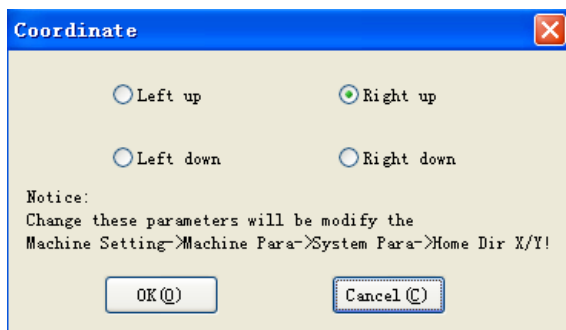 Coordinate
Left up Right up
Left down Right down
Notice:
Change these parameters will be modify the
Machine Setting->Machine Para->System Para->Home Dir X/Y!
OK(O) Cancel(C)